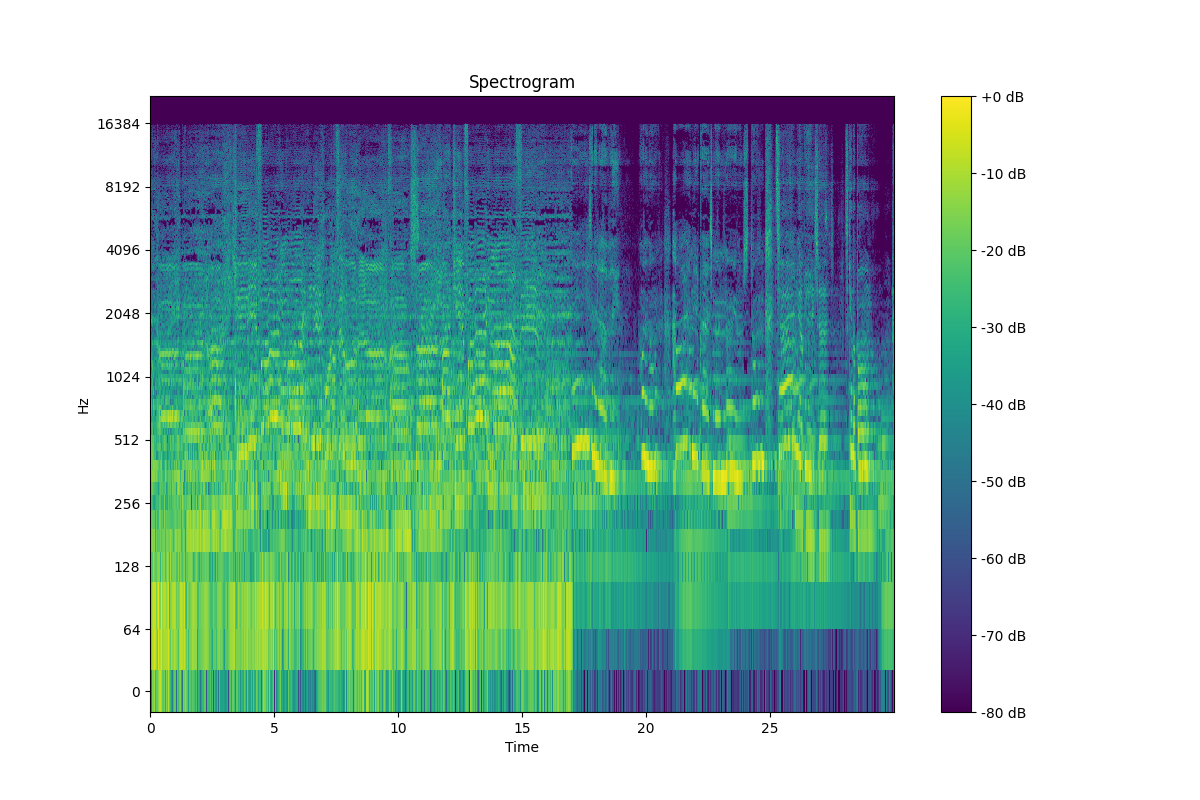 Spectrogram
+0 dB
16384
-10 dB
8192
-20 dB
4096
-30 dB
2048
1024
-40 dB
Hz
512
-50 dB
256
-60 dB
128
64
-70 dB
0
-80 dB
0 5 10 15 20 25
Time